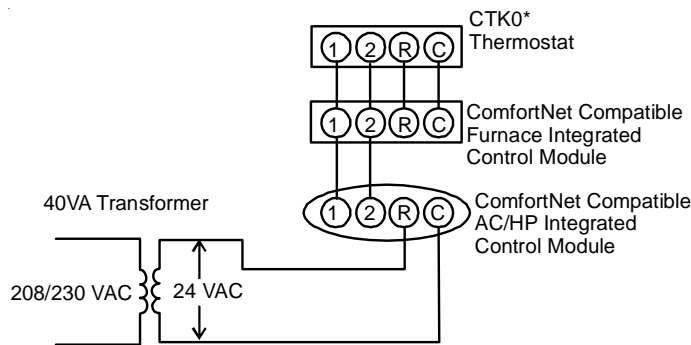 CTK0*
Thermostat
1 2 R C
1 2 R C
ComfortNet Compatible
Furnace Integrated
Control Module
1 2 R C
ComfortNet Compatible
AC/HP Integrated
Control Module
40VA Transformer
208/230 VAC
24 VAC